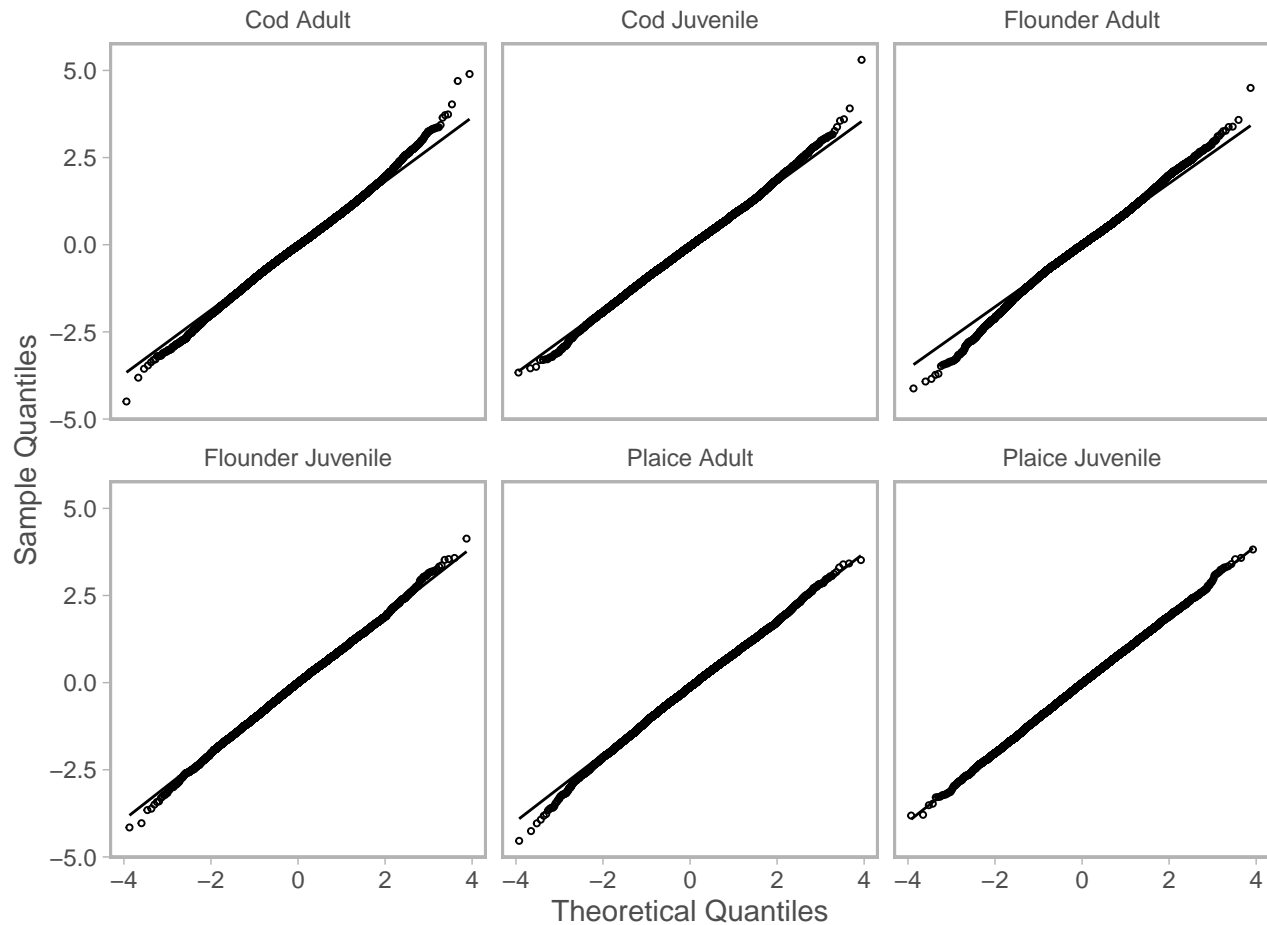 Cod Adult
Cod Juvenile
Flounder Adult
5.0
2.5
0.0
−2.5
−5.0
Flounder Juvenile
Plaice Adult
Plaice Juvenile
5.0
2.5
0.0
−2.5
−5.0
−4 −2 0 2 4
−4 −2 0 2 4
−4 −2 0 2 4
Theoretical Quantiles
Sample Quantiles